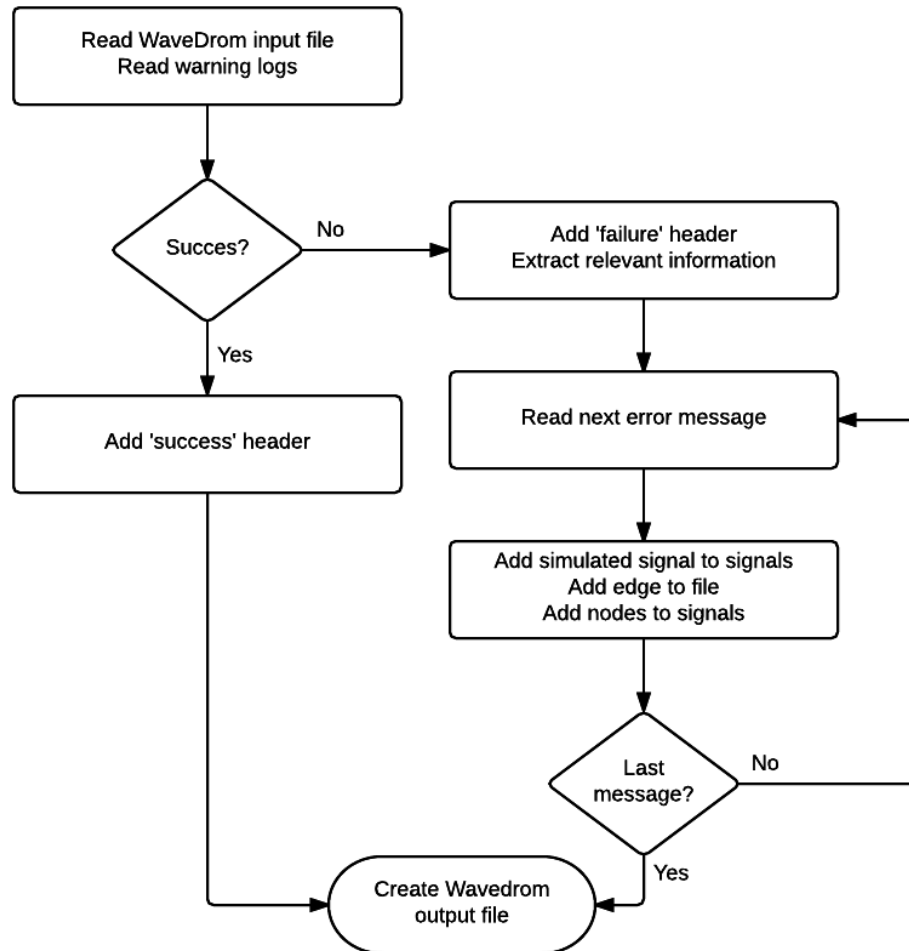 Read WaveDrom input file
Read warning logs
Succes?
No
Add 'failure' header
Extract relevant information
Yes
Add 'success' header
Read next error message
Add simulated signal to signals
Add edge to file
Add nodes to signals
Last
message?
No
Yes
Create Wavedrom
output file